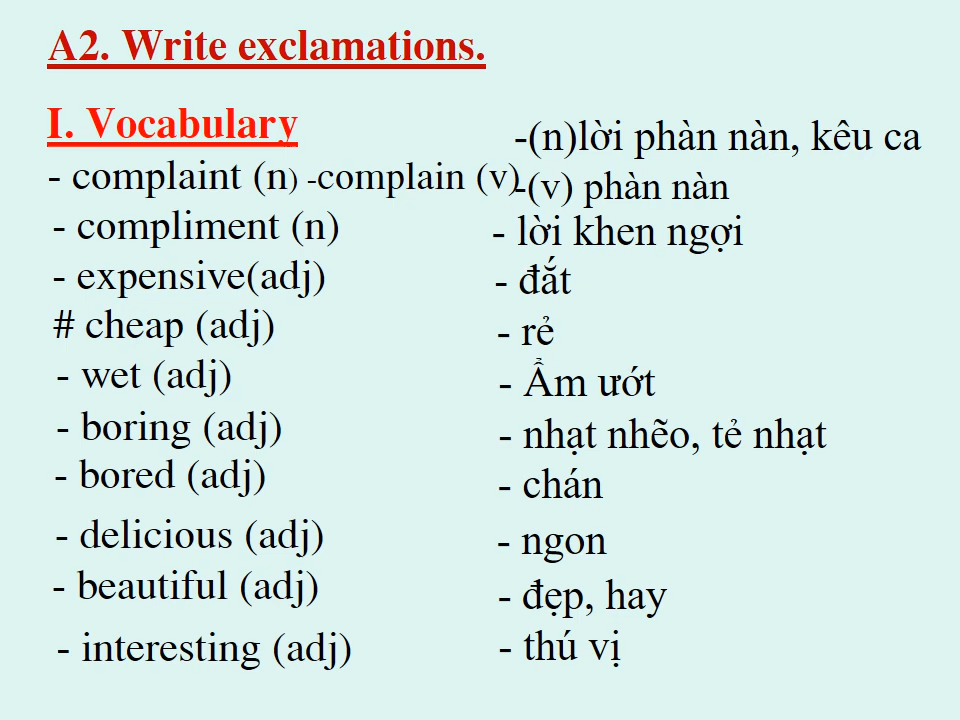 A2. Write exclamations.
I. Vocabulary
- complaint (n) -complain (v)
- compliment (n)
- expensive(adj)
# cheap (adj)
- wet (adj)
- boring (adj)
- bored (adj)
- delicious (adj)
- beautiful (adj)
- interesting (adj)
-(n)lời phàn nàn, kêu ca
-(v) phàn nàn
- lời khen ngợi
- đắt
- rẻ
- Ẩm ướt
- nhạt nhẽo, tẻ nhạt
- chán
- ngon
- đẹp, hay
- thú vị